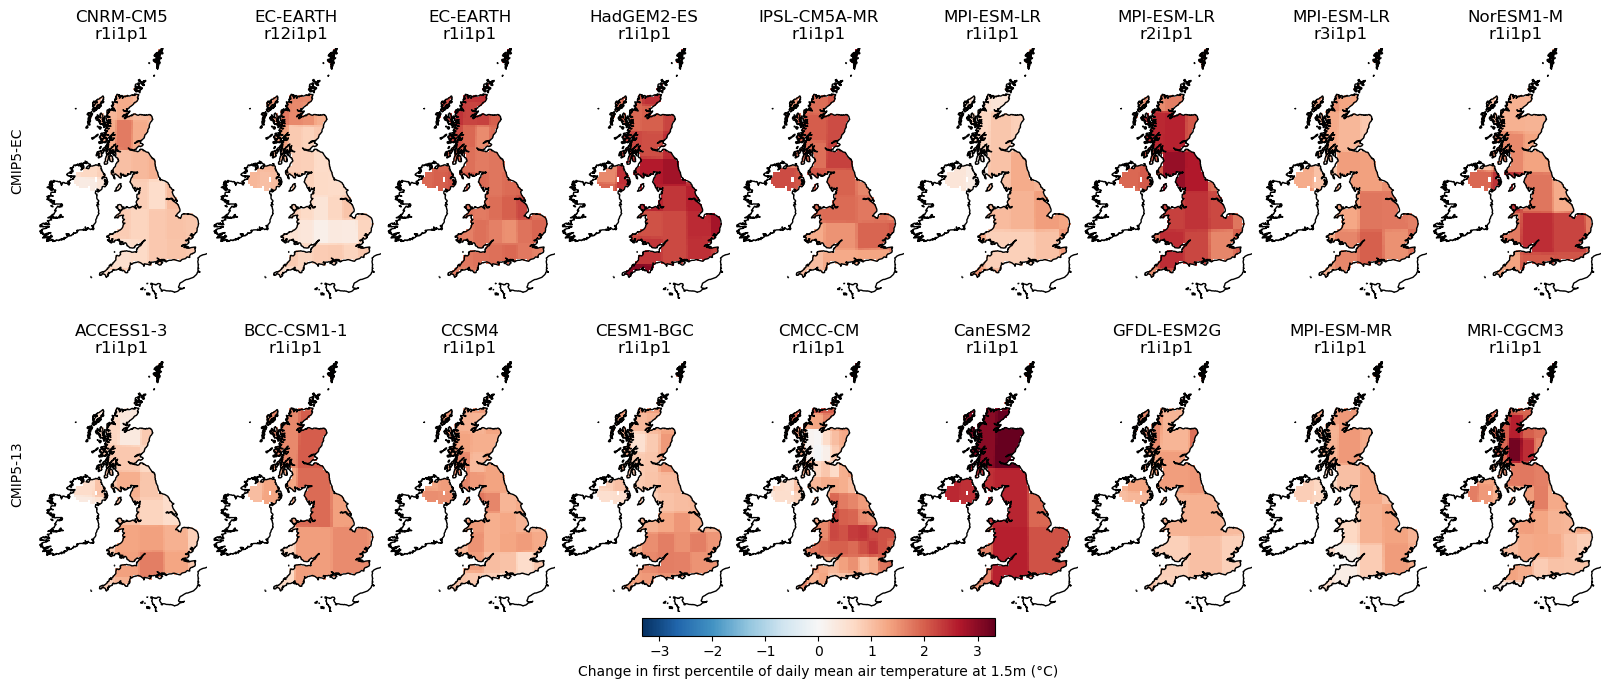 CNRM-CM5 EC-EARTH EC-EARTH HadGEM2-ES IPSL-CM5A-MR MPI-ESM-LR MPI-ESM-LR MPI-ESM-LR NorESM1-M
r1i1p1 r12i1p1 r1i1p1 r1i1p1 r1i1p1 r1i1p1 r2i1p1 r3i1p1 r1i1p1
CMIP5-EC
ACCESS1-3 BCC-CSM1-1 CCSM4 CESM1-BGC CMCC-CM CanESM2 GFDL-ESM2G MPI-ESM-MR MRI-CGCM3
r1i1p1 r1i1p1 r1i1p1 r1i1p1 r1i1p1 r1i1p1 r1i1p1 r1i1p1 r1i1p1
CMIP5-13
−3 −2 −1 0 1 2 3
Change in first percentile of daily mean air temperature at 1.5m (°C)